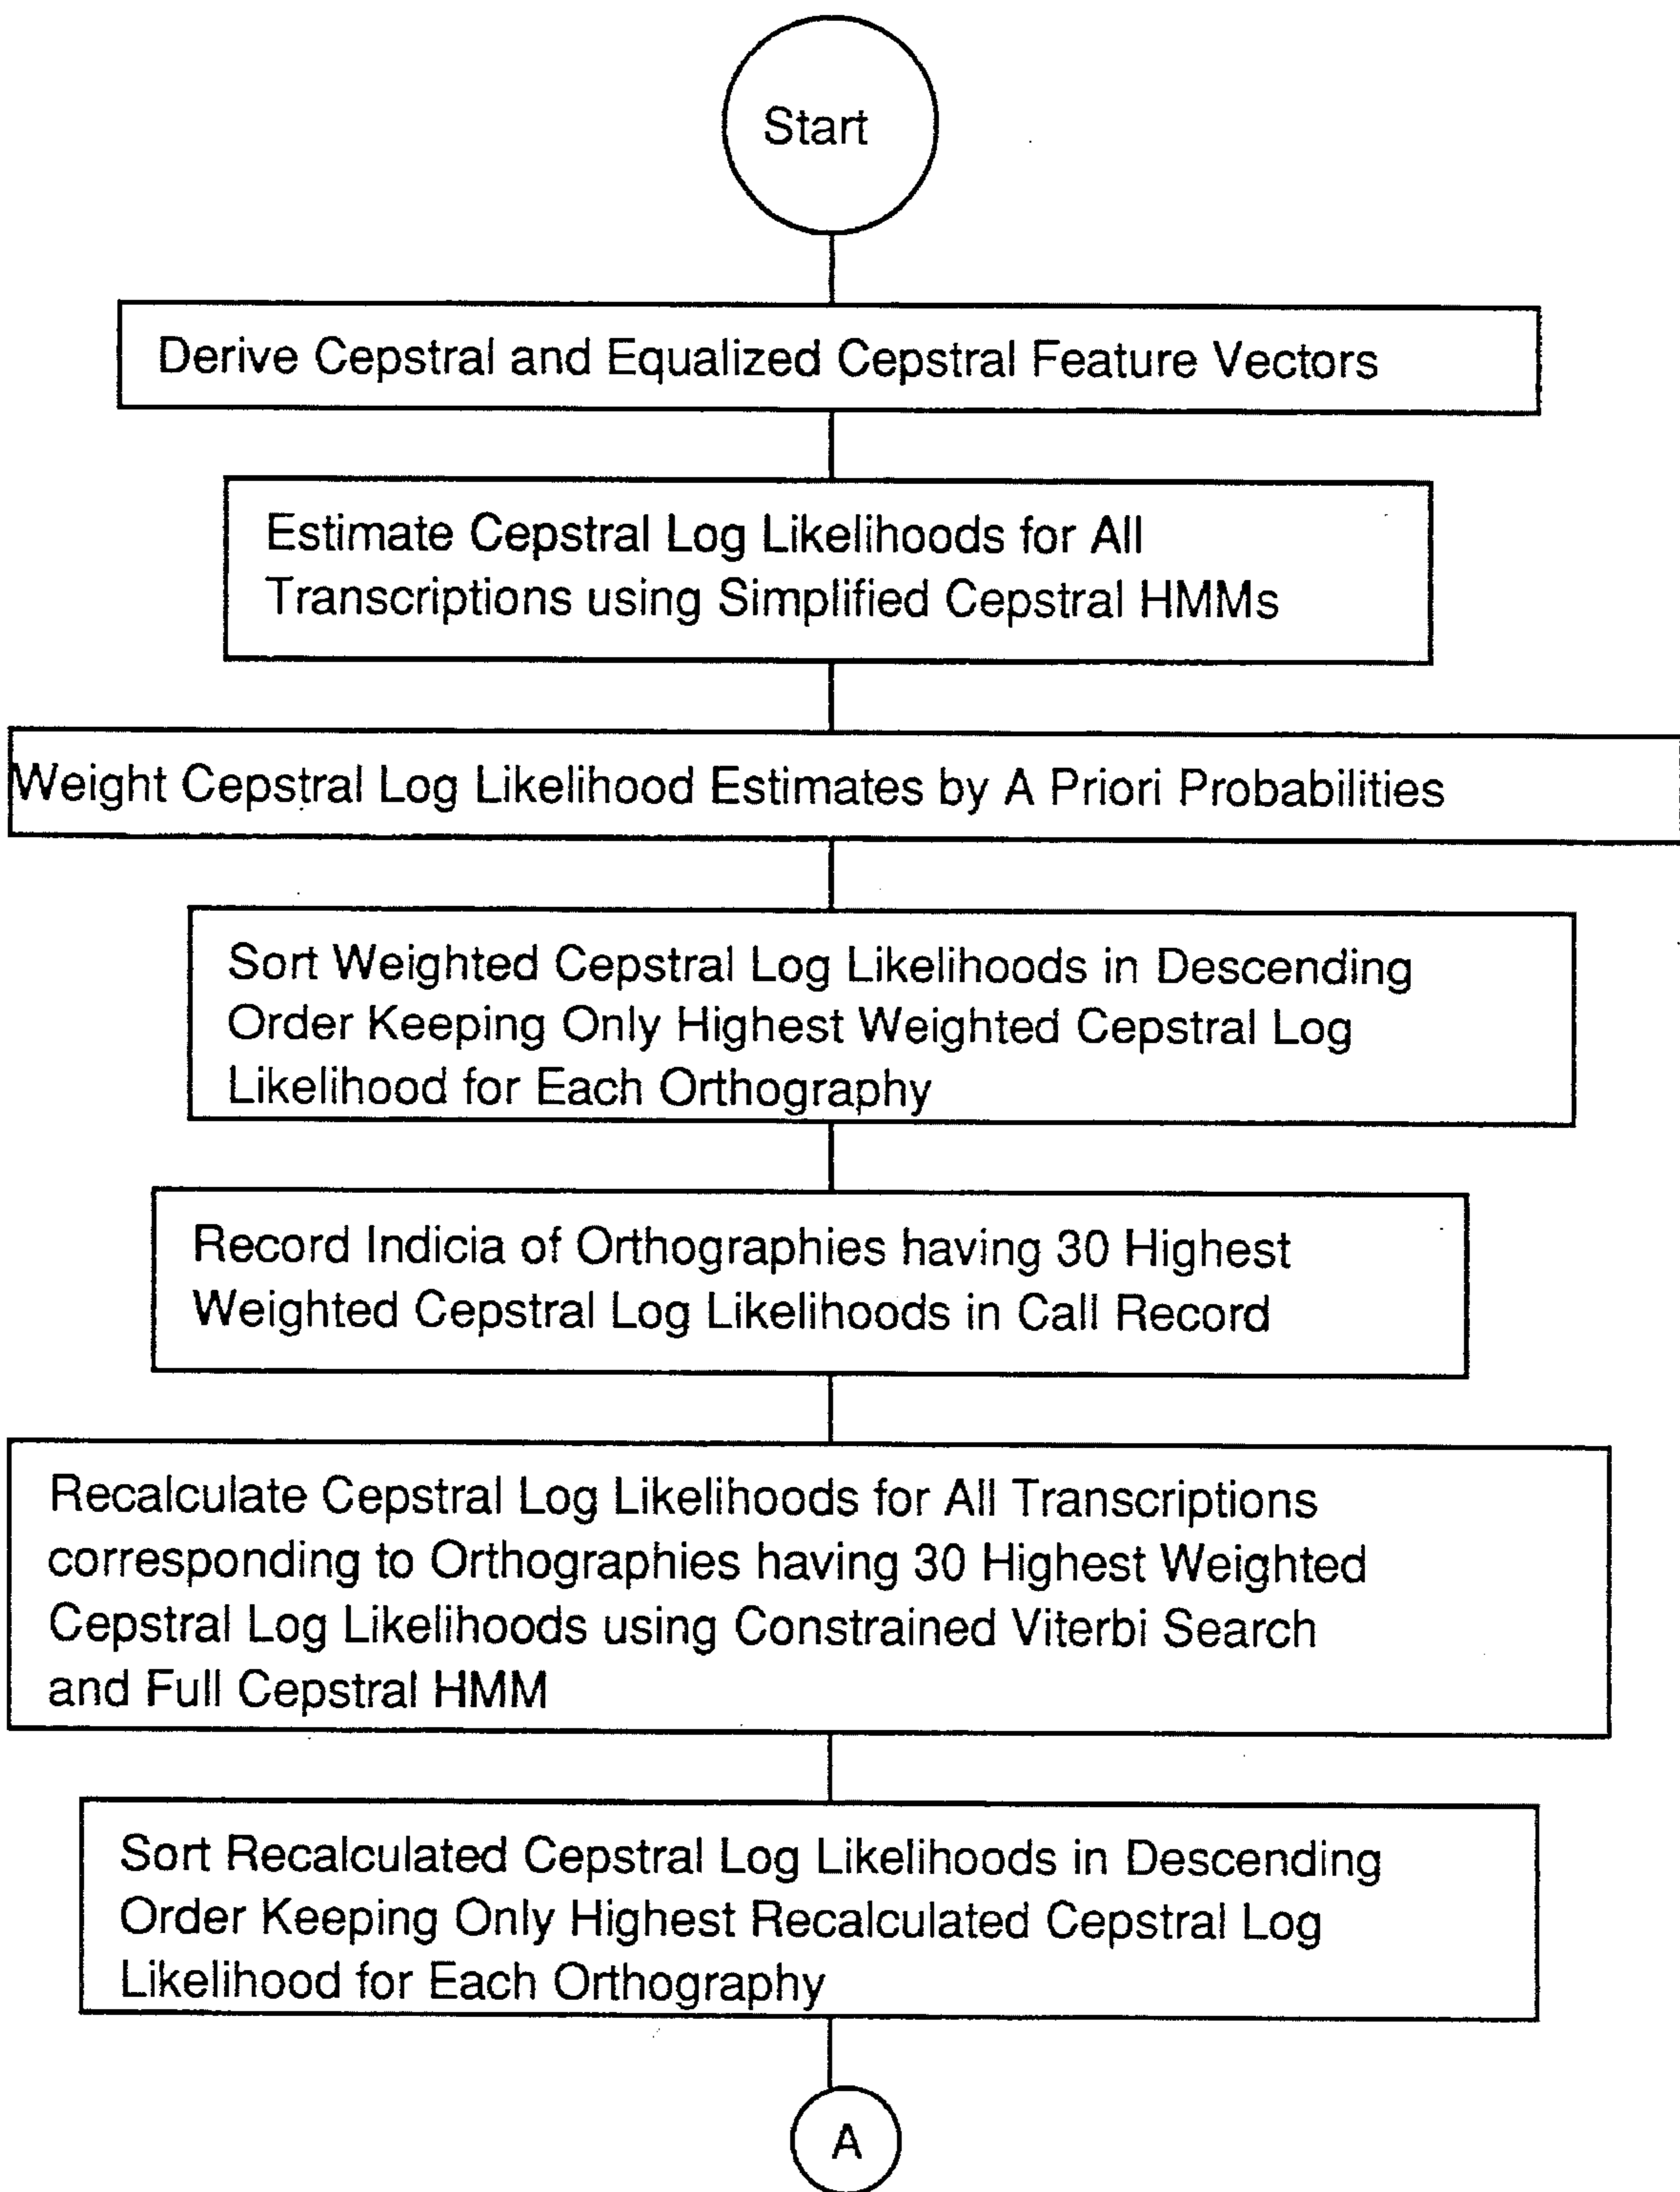 Start
Derive Cepstral and Equalized Cepstral Feature Vectors
Estimate Cepstral Log Likelihoods for All
Transcriptions using Simplified Cepstral HMMs
Weight Cepstral Log Likelihood Estimates by A Priori Probabilities
Sort Weighted Cepstral Log Likelihoods in Descending
Order Keeping Only Highest Weighted Cepstral Log
Likelihood for Each Orthography
Record Indicia of Orthographies having 30 Highest
Weighted Cepstral Log Likelihoods in Call Record
Recalculate Cepstral Log Likelihoods for All Transcriptions
corresponding to Orthographies having 30 Highest Weighted
Cepstral Log Likelihoods using Constrained Viterbi Search
and Full Cepstral HMM
Sort Recalculated Cepstral Log Likelihoods in Descending
Order Keeping Only Highest Recalculated Cepstral Log
Likelihood for Each Orthography
A